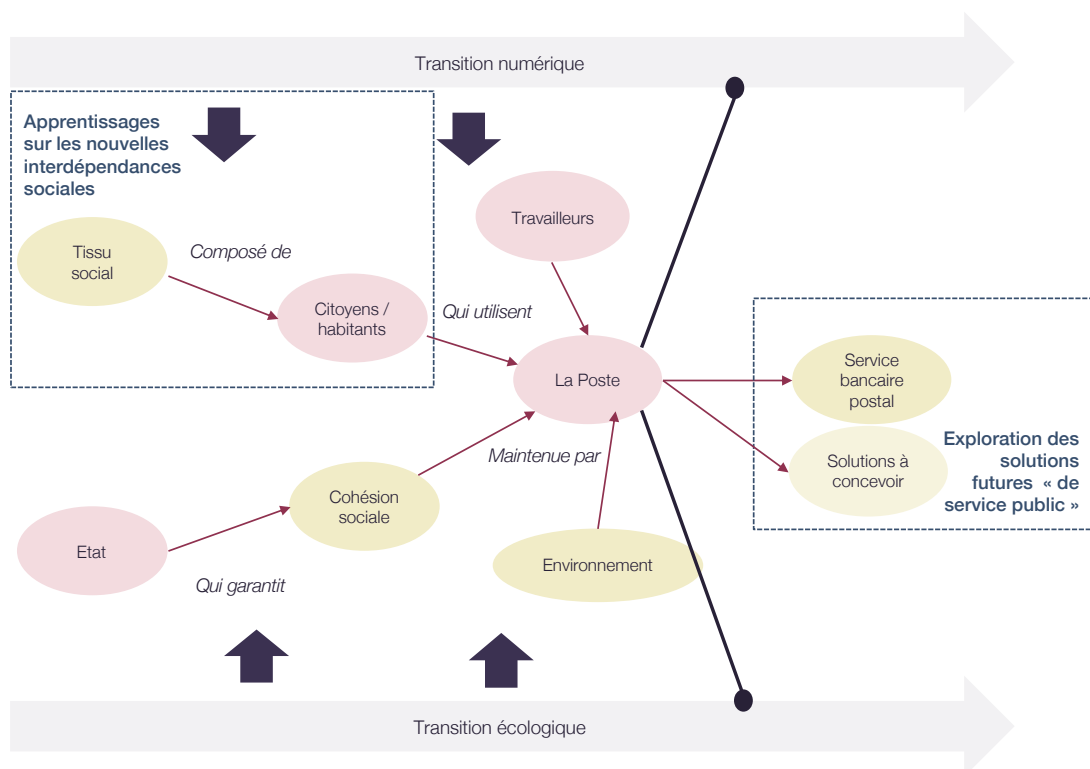 Transition numérique
Apprentissages
sur les nouvelles
interdépendances
sociales
Travailleurs
Tissu
social
Composé de
Citoyens /
habitants
Qui utilisent
La Poste
Service
bancaire
postal
Exploration des
solutions
futures « de
service public »
Solutions à
concevoir
Maintenue par
Cohésion
sociale
Etat
Environnement
Qui garantit
Transition écologique